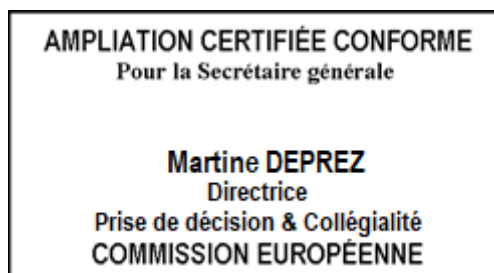 AMPLIATION CERTIFIÉE CONFORME
Pour la Secrétaire générale
Martine DEPREZ
Directrice
Prise de décision & Collégialité
COMMISSION EUROPÉENNE